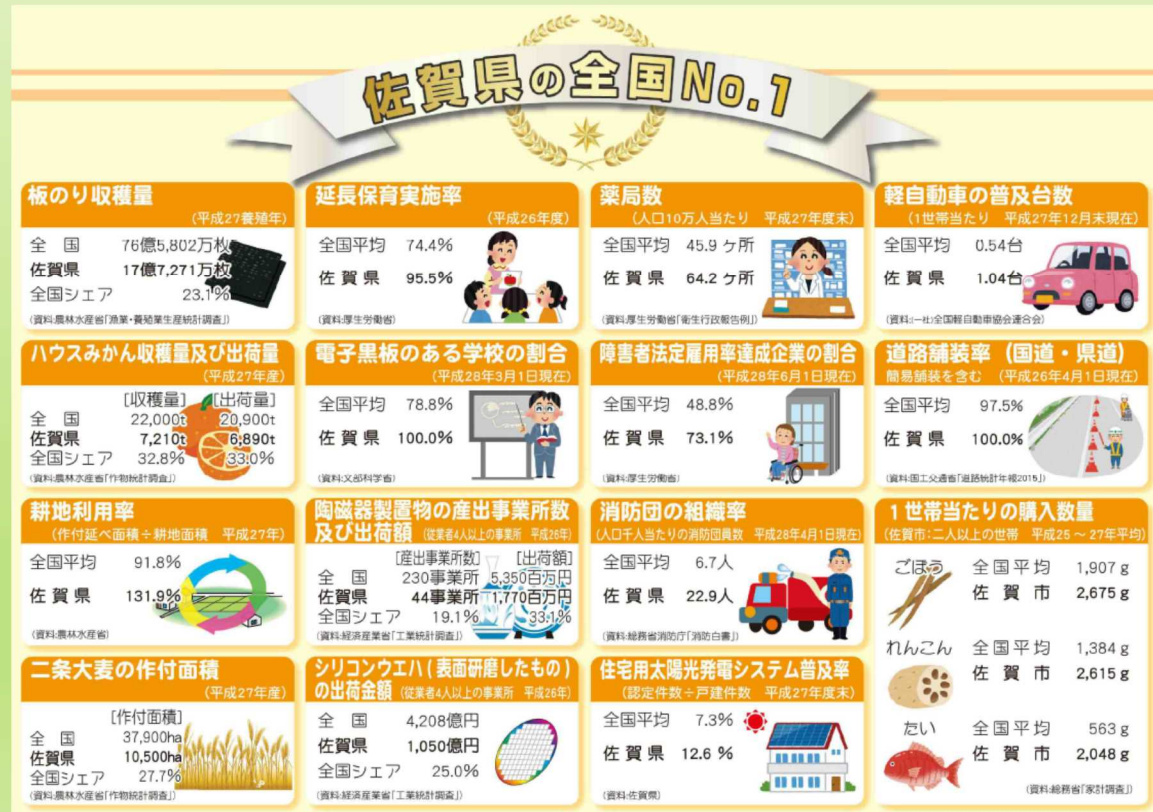 佐賀県の全国No.1
板のり収穫量
(平成27養殖年)
全国 76億5,802万枚
佐賀県 17億7,271万枚
全国シェア 23.1%
(資料:農林水産省「漁業・養殖業生産統計調査」)
延長保育実施率
(平成26年度)
全国平均 74.4%
佐賀県 95.5%
(資料:厚生労働省)
薬局数
(人口10万人当たり 平成27年度末)
全国平均 45.9 ヶ所
佐賀県 64.2 ヶ所
(資料:厚生労働省「衛生行政報告例」)
軽自動車の普及台数
(1世帯当たり 平成27年12月末現在)
全国平均 0.54台
佐賀県 1.04台
(資料:(一社)全国軽自動車協会連合会)
ハウスみかん収穫量及び出荷量
(平成27年産)
[収穫量] [出荷量]
全国 22,000t 20,900t
佐賀県 7,210t 6,890t
全国シェア 32.8% 33.0%
(資料:農林水産省「作物統計調査」)
電子黒板のある学校の割合
(平成28年3月1日現在)
全国平均 78.8%
佐賀県 100.0%
(資料:文部科学省)
障害者法定雇用率達成企業の割合
(平成28年6月1日現在)
全国平均 48.8%
佐賀県 73.1%
(資料:厚生労働省)
道路舗装率 (国道・県道)
簡易舗装を含む (平成26年4月1日現在)
全国平均 97.5%
佐賀県 100.0%
(資料:国土交通省「道路統計年報2015」)
耕地利用率
(作付延べ面積÷耕地面積 平成27年)
全国平均 91.8%
佐賀県 131.9%
(資料:農林水産省)
陶磁器製置物の産出事業所数
及び出荷額 (従業者4人以上の事業所 平成26年)
[産出事業所数] [出荷額]
全国 230事業所 5,350百万円
佐賀県 44事業所 1,770百万円
全国シェア 19.1% 33.1%
(資料:経済産業省「工業統計調査」)
消防団の組織率
(人口千人当たりの消防団員数 平成28年4月1日現在)
全国平均 6.7人
佐賀県 22.9人
(資料:総務省消防庁「消防白書」)
1世帯当たりの購入数量
(佐賀市:二人以上の世帯 平成25～27年平均)
ごぼう 全国平均 1,907 g
佐賀市 2,675 g
れんこん 全国平均 1,384 g
佐賀市 2,615 g
たい 全国平均 563 g
佐賀市 2,048 g
(資料:総務省「家計調査」)
二条大麦の作付面積
(平成27年産)
[作付面積]
全国 37,900ha
佐賀県 10,500ha
全国シェア 27.7%
(資料:農林水産省「作物統計調査」)
シリコンウエハ(表面研磨したもの)
の出荷金額 (従業者4人以上の事業所 平成26年)
全国 4,208億円
佐賀県 1,050億円
全国シェア 25.0%
(資料:経済産業省「工業統計調査」)
住宅用太陽光発電システム普及率
(認定件数÷戸建件数 平成27年度末)
全国平均 7.3%
佐賀県 12.6 %
(資料:佐賀県)